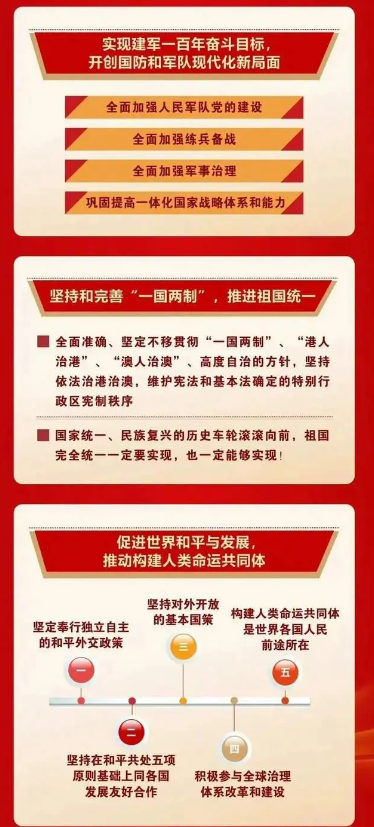 实现建军一百年奋斗目标，
开创国防和军队现代化新局面
全面加强人民军队党的建设
全面加强练兵备战
全面加强军事治理
巩固提高一体化国家战略体系和能力
坚持和完善“一国两制”，推进祖国统一
全面准确、坚定不移贯彻“一国两制”、“港人
治港”、“澳人治澳”、高度自治的方针，坚持
依法治港治澳，维护宪法和基本法确定的特别行
政区宪制秩序
国家统一、民族复兴的历史车轮滚滚向前，祖国
完全统一一定要实现，也一定能够实现！
促进世界和平与发展，
推动构建人类命运共同体
坚定奉行独立自主
的和平外交政策
一
二
坚持在和平共处五项
原则基础上同各国
发展友好合作
坚持对外开放
的基本国策
三
四
积极参与全球治理
体系改革和建设
构建人类命运共同体
是世界各国人民
前途所在
五